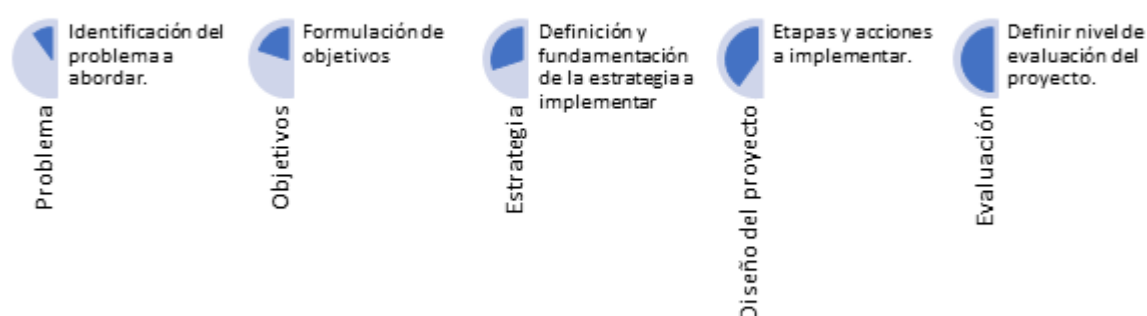 Identificación del
problema a
abordar.
Problema
Formulación de
objetivos
Objetivos
Definición y
fundamentación
de la estrategia a
implementar
Estrategia
Etapas y acciones
a implementar.
Diseño del proyecto
Definir nivel de
evaluación del
proyecto.
Evaluación